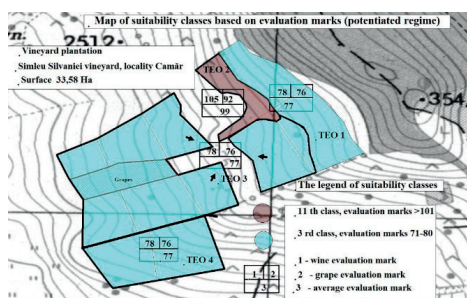 Map of suitability classes based on evaluation marks (potentiated regime)
2512
Vineyard plantation
Simleu Silvaniei vineyard, locality Camăr
Surface 33,58 Ha
TEO 2
105 92
99
78 76
77
TEO 1
354
78 76
77
TEO 3
Grapes
The legend of suitability classes
11 th class, evaluation marks >101
3 rd class, evaluation marks 71-80
78 76
77
TEO 4
1 2
3
1 - wine evaluation mark
2 - grape evaluation mark
3 - average evaluation mark